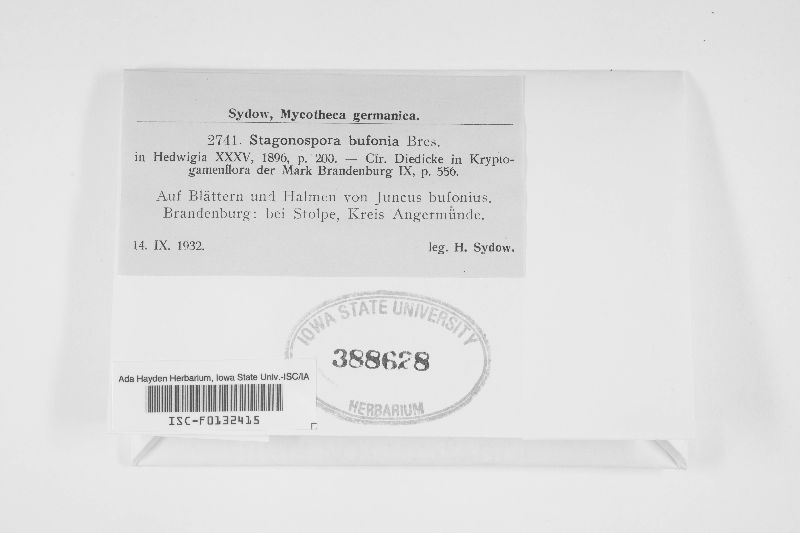 Sydow, Mycotheca germanica.
2741. Stagonospora bufonia Bres.
in Hedwigia XXXV, 1896, p. 200. — Cfr. Diedicke in Krypto-
gamenflora der Mark Brandenburg IX, p. 556.
Auf Blättern und Halmen von Juncus bufonius.
Brandenburg: bei Stolpe, Kreis Angermünde.
14. IX. 1932. leg. H. Sydow.
IOWA STATE UNIVERSITY
388628
HERBARIUM
Ada Hayden Herbarium, Iowa State Univ.-ISC/IA
ISC-F0132415